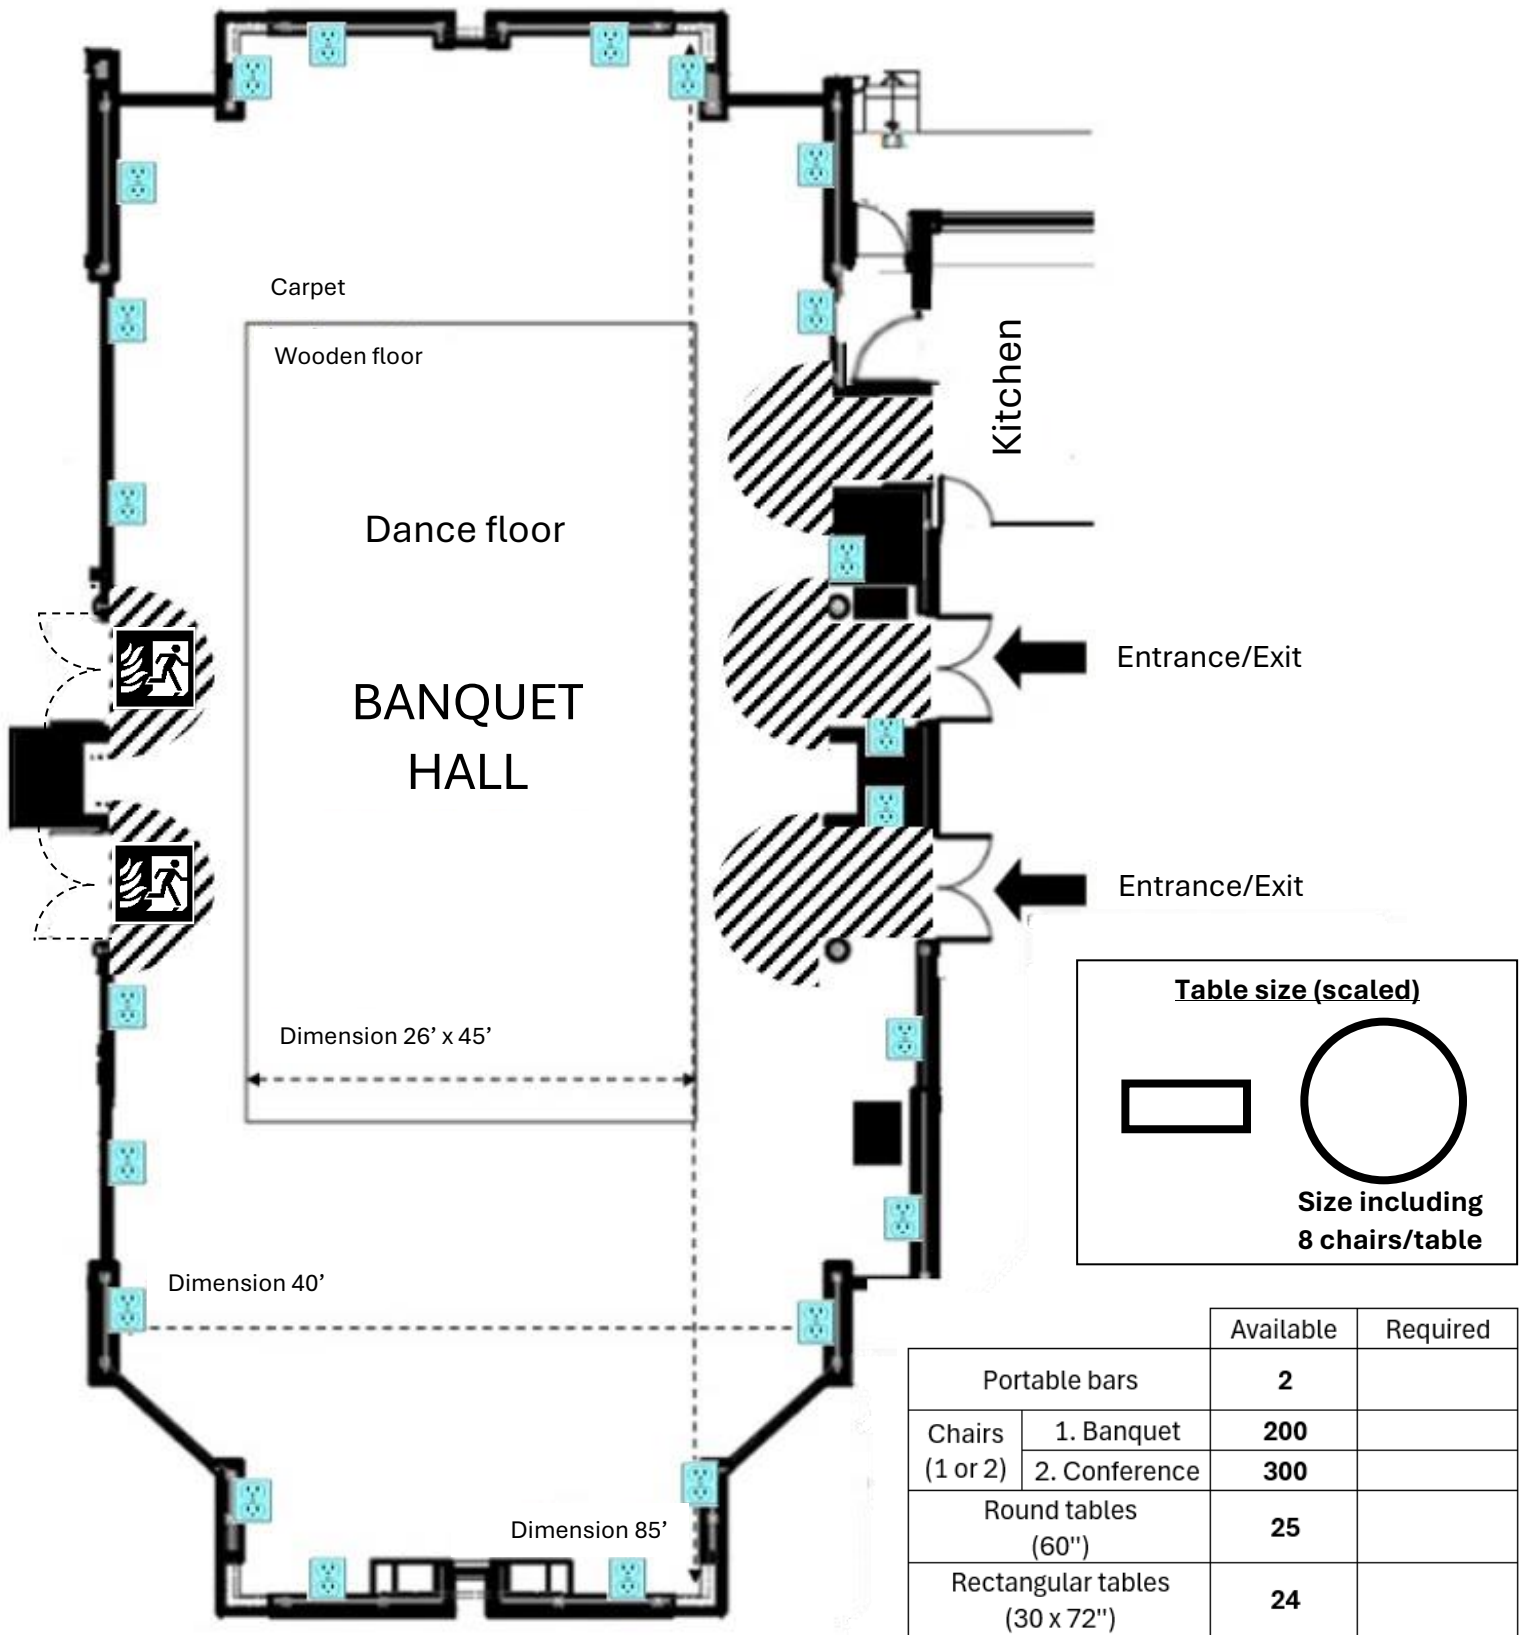 Carpet
Wooden floor
Kitchen
Dance floor
BANQUET
HALL
Entrance/Exit
Entrance/Exit
Dimension 26’ x 45’
Dimension 40’
Dimension 85’
Table size (scaled)
Size including
8 chairs/table
Available Required
Portable bars 2
Chairs
(1 or 2)
1. Banquet 200
2. Conference 300
Round tables
(60") 25
Rectangular tables
(30 x 72") 24